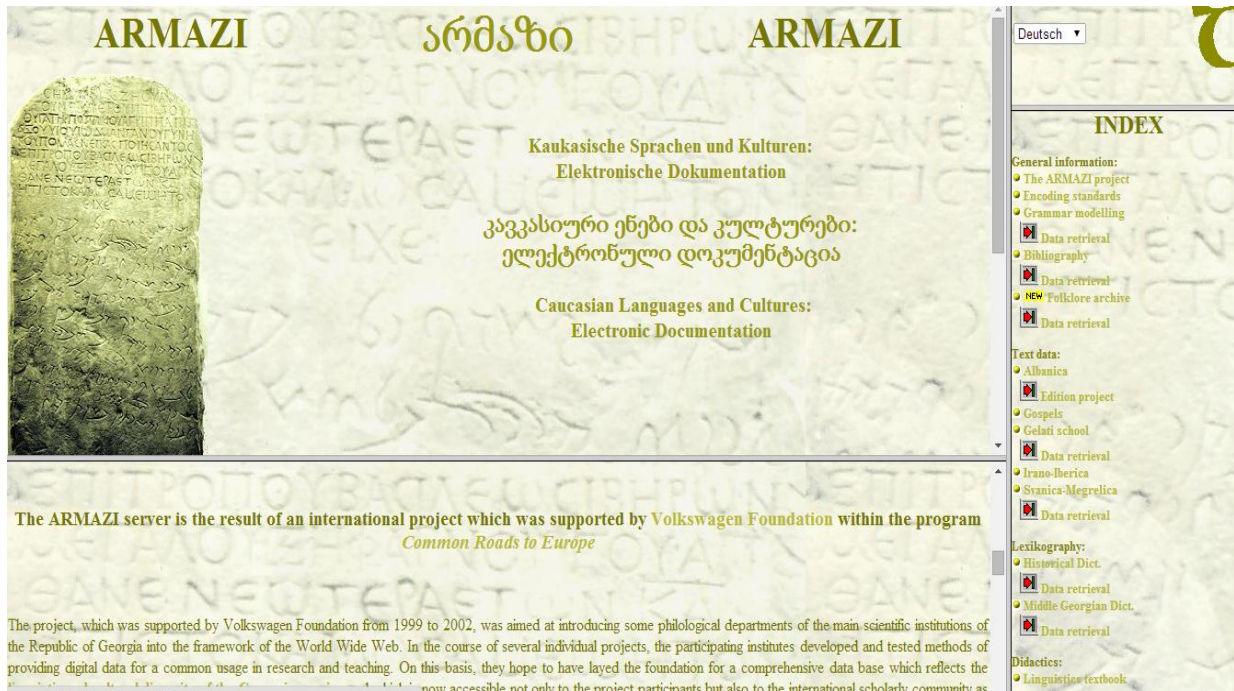 ARMAZI არმაზი ARMAZI
Kaukasische Sprachen und Kulturen:
Elektronische Dokumentation
კავკასიური ენები და კულტურები:
ელექტრონული დოკუმენტაცია
Caucasian Languages and Cultures:
Electronic Documentation
The ARMAZI server is the result of an international project which was supported by Volkswagen Foundation within the program
Common Roads to Europe
The project, which was supported by Volkswagen Foundation from 1999 to 2002, was aimed at introducing some philological departments of the main scientific institutions of
the Republic of Georgia into the framework of the World Wide Web. In the course of several individual projects, the participating institutes developed and tested methods of
providing digital data for a common usage in research and teaching. On this basis, they hope to have layed the foundation for a comprehensive data base which reflects the
now accessible not only to the project participants but also to the international scholarly community as
Deutsch
INDEX
General information:
The ARMAZI project
Encoding standards
Grammar modelling
Data retrieval
Bibliography
Data retrieval
NEW Folklore archive
Data retrieval
Text data:
Albanica
Edition project
Gospels
Gelati school
Data retrieval
Irano-Iberica
Svanica-Megrelica
Data retrieval
Lexikography:
Historical Dict.
Data retrieval
Middle Georgian Dict.
Data retrieval
Didactics:
Linguistics textbook